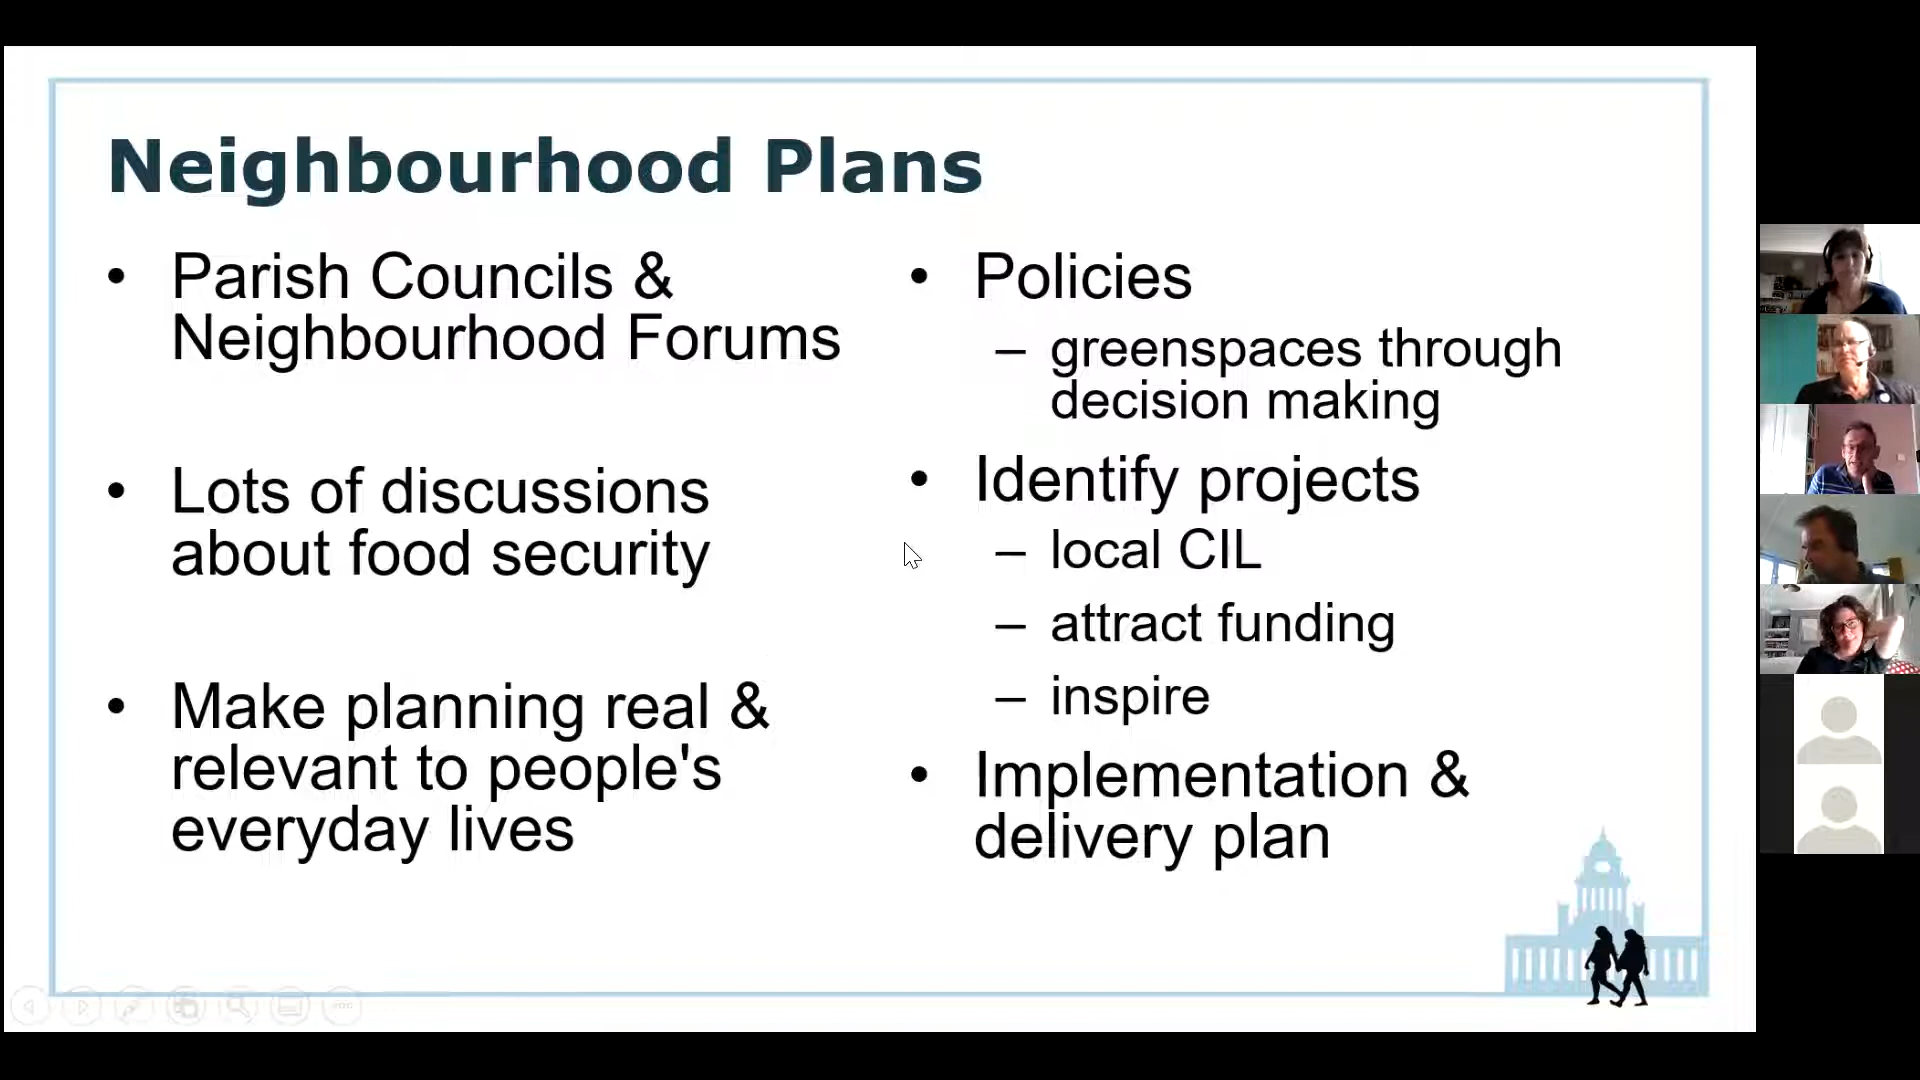 Neighbourhood Plans
• Parish Councils &
Neighbourhood Forums
• Lots of discussions
about food security
• Make planning real &
relevant to people's
everyday lives
• Policies
– greenspaces through
decision making
• Identify projects
– local CIL
– attract funding
– inspire
• Implementation &
delivery plan